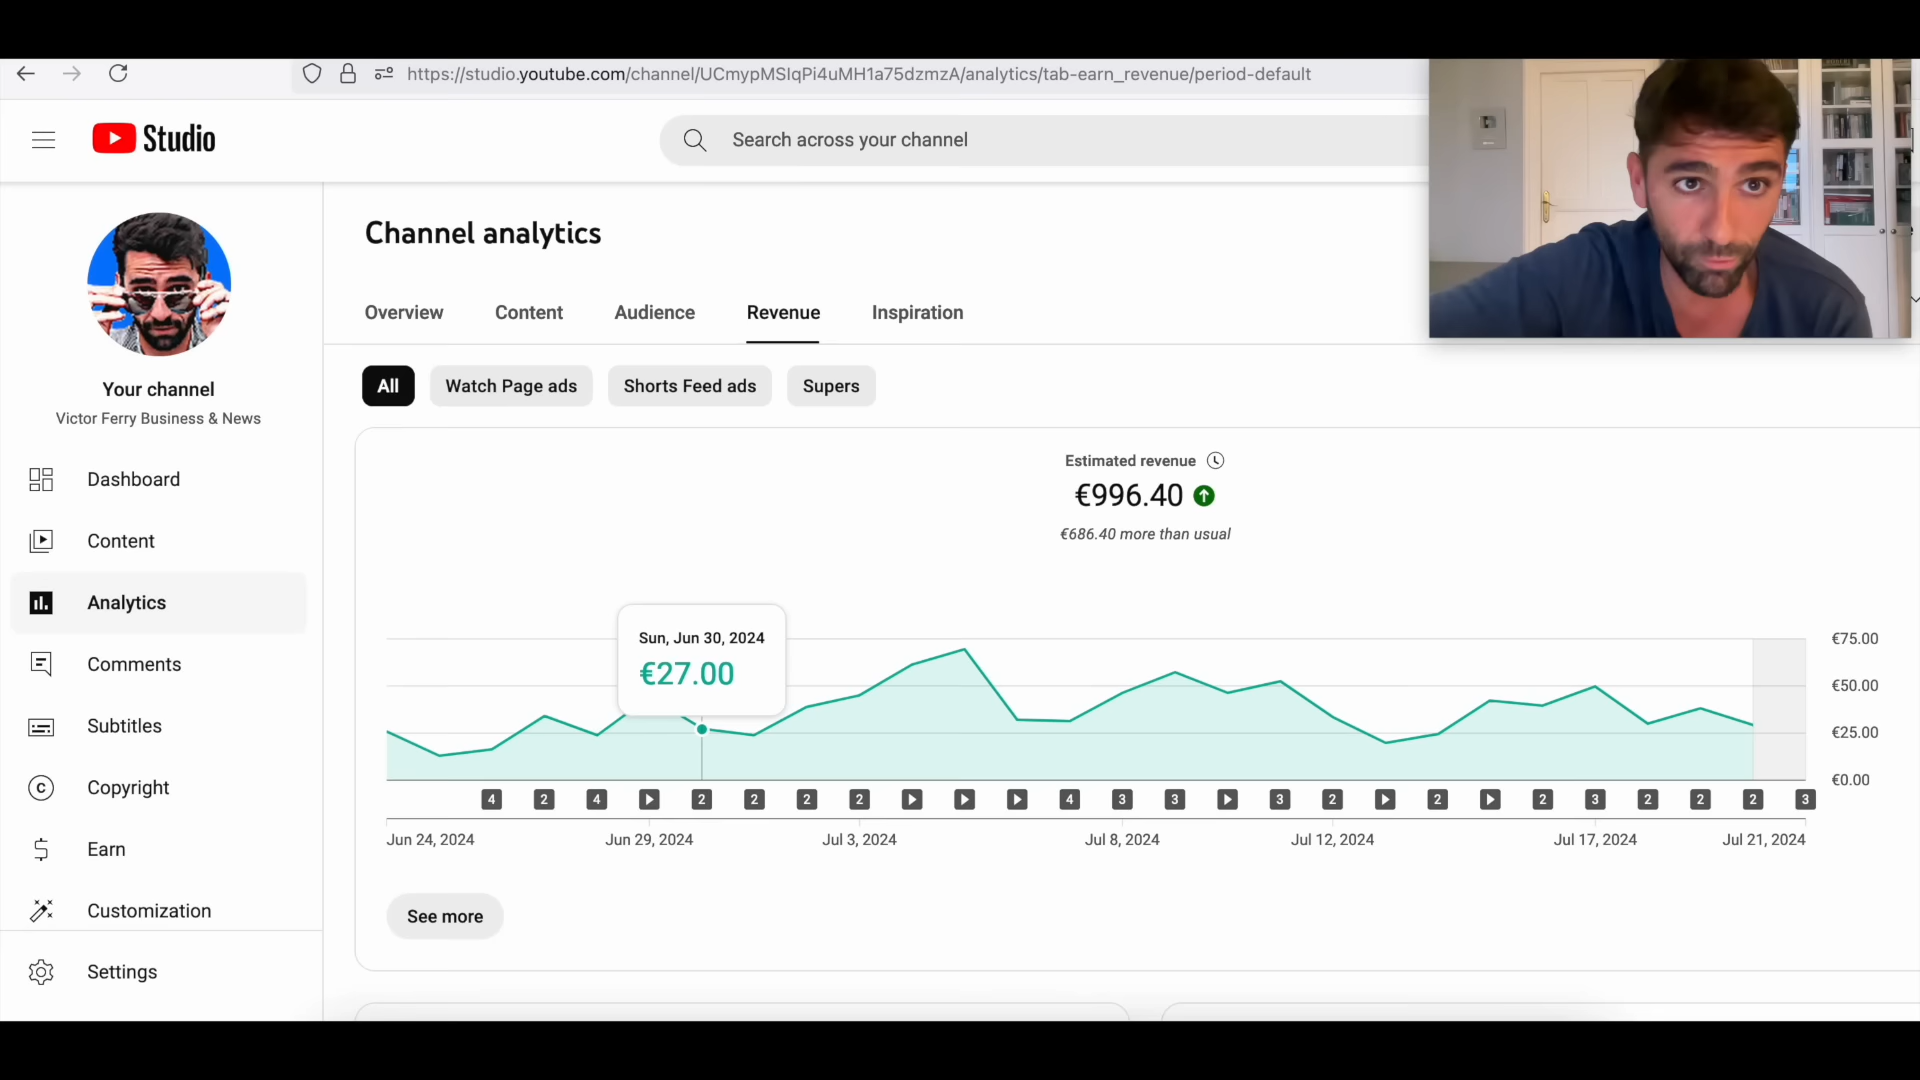 https://studio.youtube.com/channel/UCmypMSIqPi4uMH1a75dzmzA/analytics/tab-earn_revenue/period-default
Studio
Search across your channel
Your channel
Victor Ferry Business & News
Dashboard
Content
Analytics
Comments
Subtitles
Copyright
Earn
Customization
Settings
Channel analytics
Overview Content Audience Revenue Inspiration
All Watch Page ads Shorts Feed ads Supers
Estimated revenue
€996.40
€686.40 more than usual
Sun, Jun 30, 2024
€27.00
€75.00
€50.00
€25.00
€0.00
4 2 4 2 2 2 2 4 3 3 3 2 2 2 3 2 2 2 3
Jun 24, 2024 Jun 29, 2024 Jul 3, 2024 Jul 8, 2024 Jul 12, 2024 Jul 17, 2024 Jul 21, 2024
See more